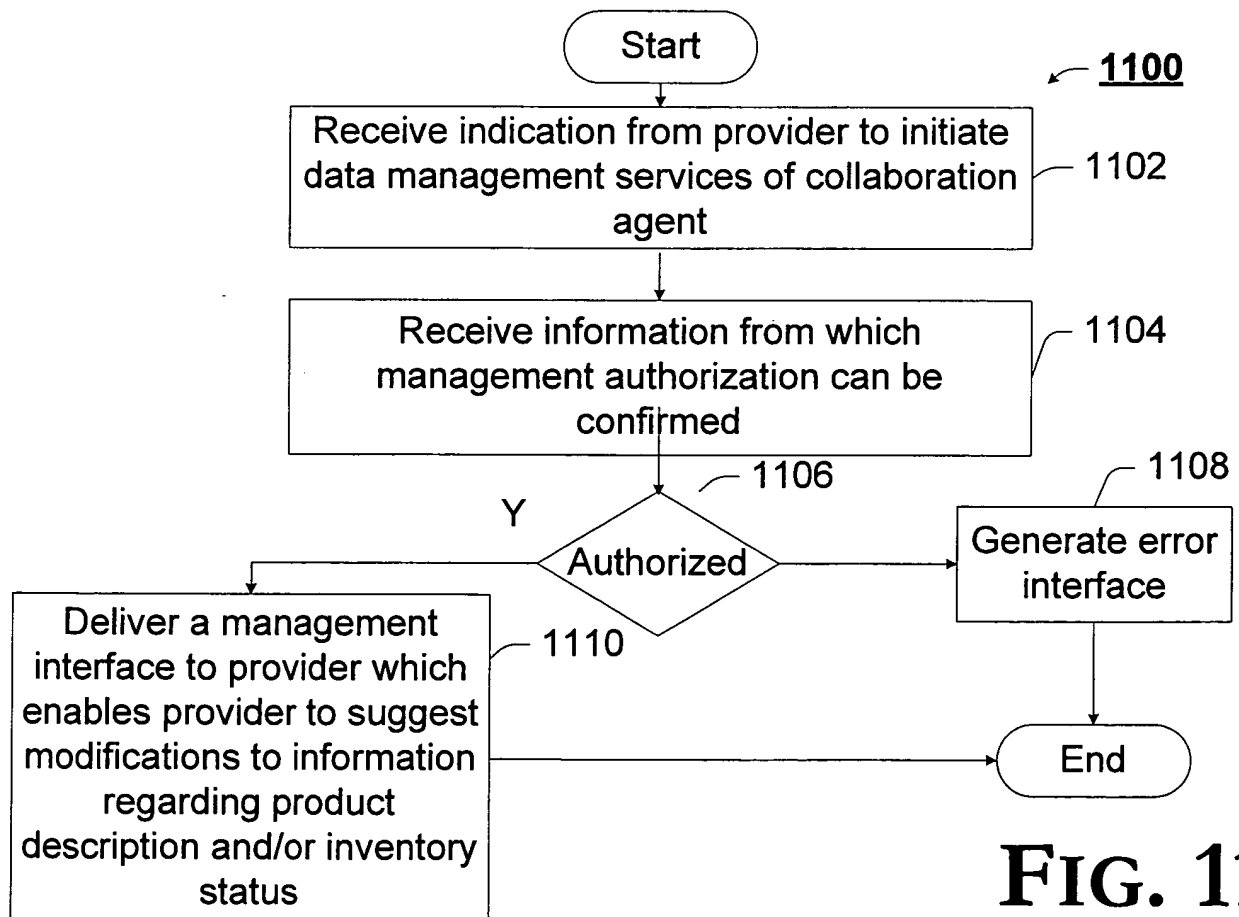 Start
1100
Receive indication from provider to initiate
data management services of collaboration
agent
1102
Receive information from which
management authorization can be
confirmed
1104
1106
1108
Y
Authorized
Generate error
interface
Deliver a management
interface to provider which
enables provider to suggest
modifications to information
regarding product
description and/or inventory
status
1110
End
FIG. 11